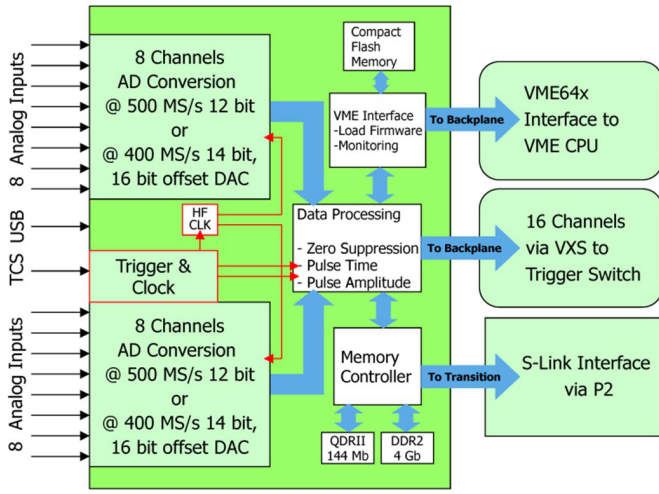 8 Analog Inputs
8 Channels
AD Conversion
@ 500 MS/s 12 bit
or
@ 400 MS/s 14 bit,
16 bit offset DAC
Compact
Flash
Memory
VME Interface
-Load Firmware
-Monitoring
To Backplane
VME64x
Interface to
VME CPU
USB
HF
CLK
TCS
Trigger &
Clock
Data Processing
- Zero Suppression
- Pulse Time
- Pulse Amplitude
To Backplane
16 Channels
via VXS to
Trigger Switch
8 Analog Inputs
8 Channels
AD Conversion
@ 500 MS/s 12 bit
or
@ 400 MS/s 14 bit,
16 bit offset DAC
Memory
Controller
To Transition
S-Link Interface
via P2
QDRII
144 Mb
DDR2
4 Gb